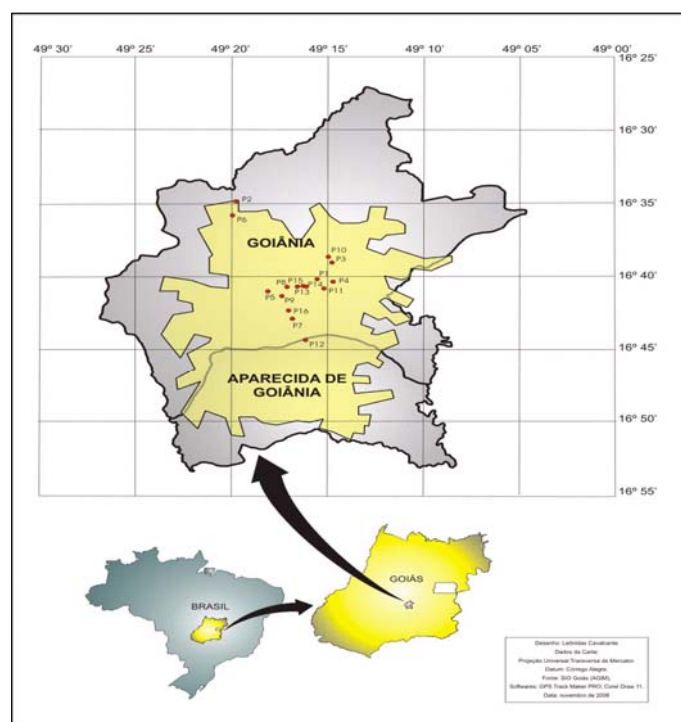 49º 30'
49º 25'
49º 20'
49º 15'
49º 10'
49º 05'
49º 00'
16º 25'
16º 30'
16º 35'
16º 40'
16º 45'
16º 50'
16º 55'
P2
P6
GOIÂNIA
P10
P3
P1
P4
P8
P15
P14
P13
P11
P5
P9
P16
P7
P12
APARECIDA DE
GOIÂNIA
BRASIL
GOIÁS
Desenho: Leônidas Cavalcante
Dados da Carta:
Projeção Universal Transversa de Mercator.
Datum: Córrego Alegre.
Fonte: SIG Goiás (AGIM),
Softwares: GPS Track Maker PRO; Corel Draw 11.
Data: novembro de